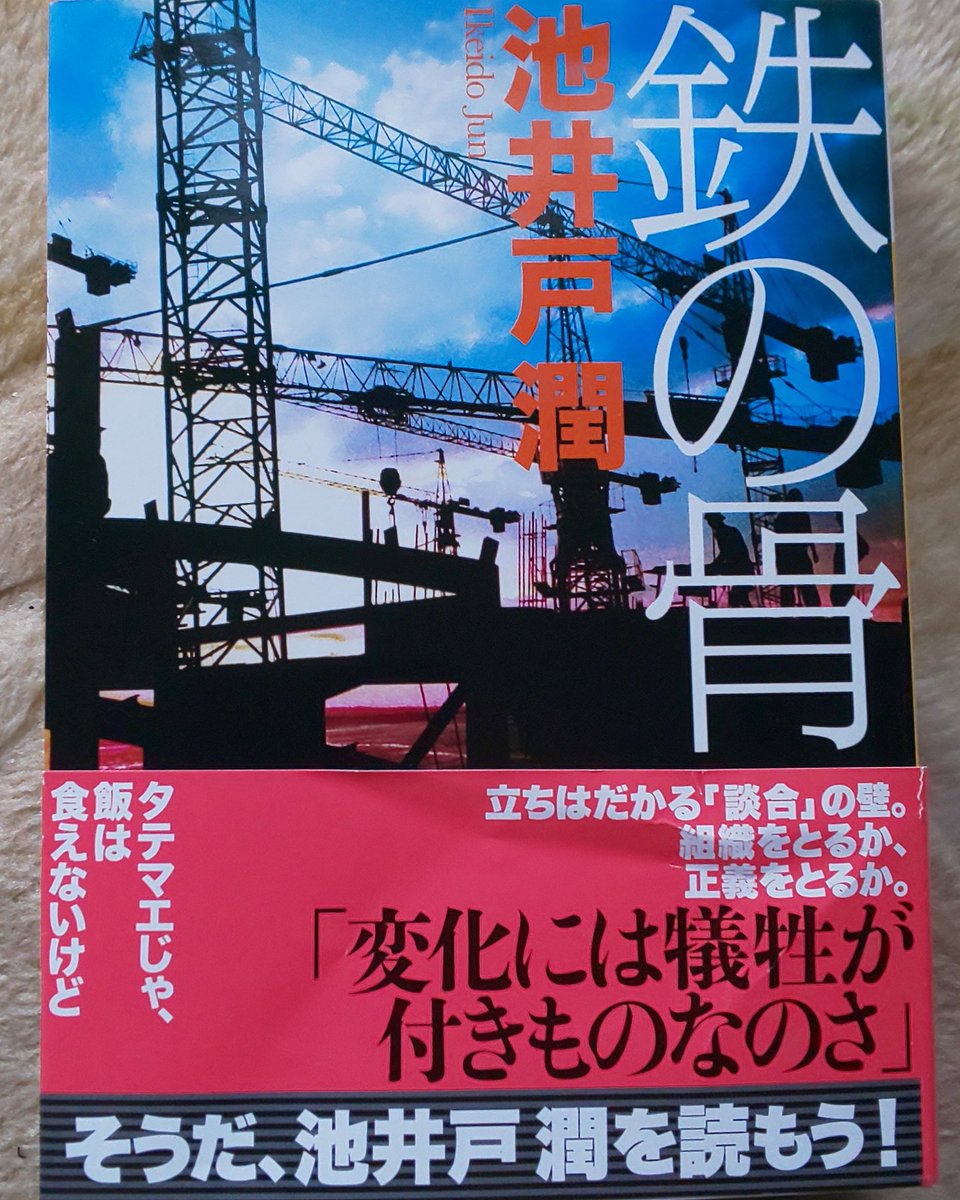 鉄の骨
池井戸潤
Ikeido Jun
立ちはだかる「談合」の壁。
組織をとるか、
正義をとるか。
「変化には犠牲が
付きものなのさ」
タテマエじゃ、
飯は
食えないけど
そうだ、池井戸潤を読もう!